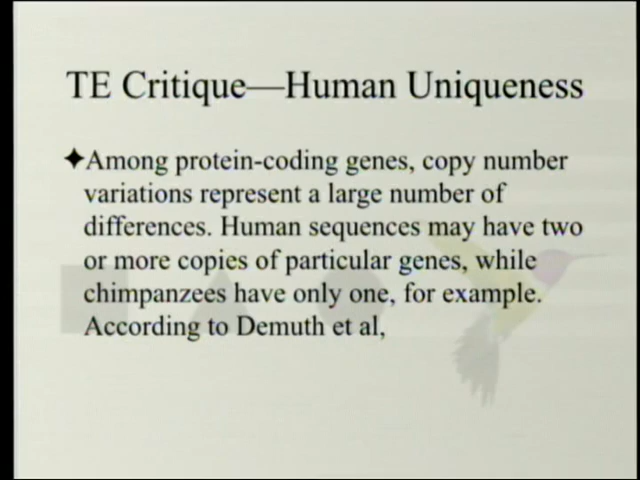 TE Critique—Human Uniqueness
✦Among protein-coding genes, copy number
variations represent a large number of
differences. Human sequences may have two
or more copies of particular genes, while
chimpanzees have only one, for example.
According to Demuth et al,